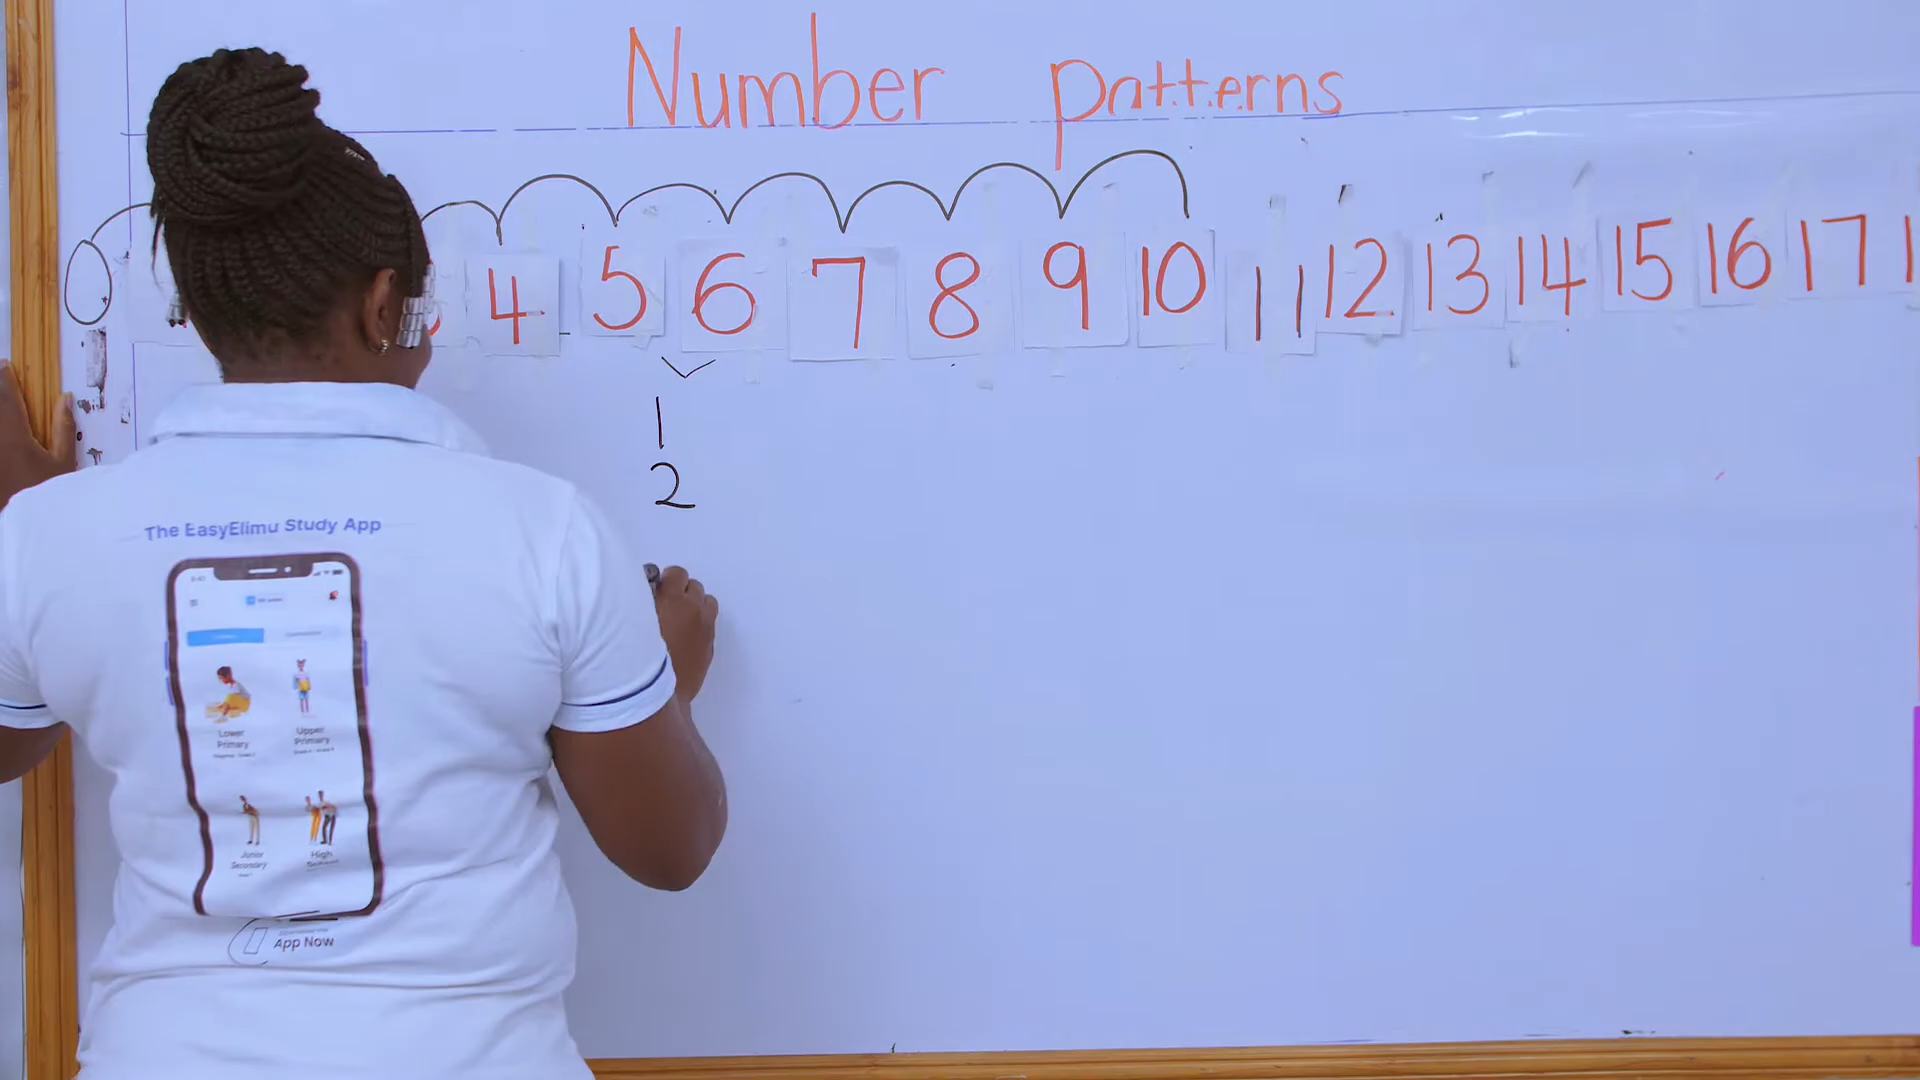 Number patterns
0 4 5 6 7 8 9 10 11 12 13 14 15 16 17
1
2
The EasyElimu Study App
Lower Primary
Upper Primary
Junior Secondary
High
App Now